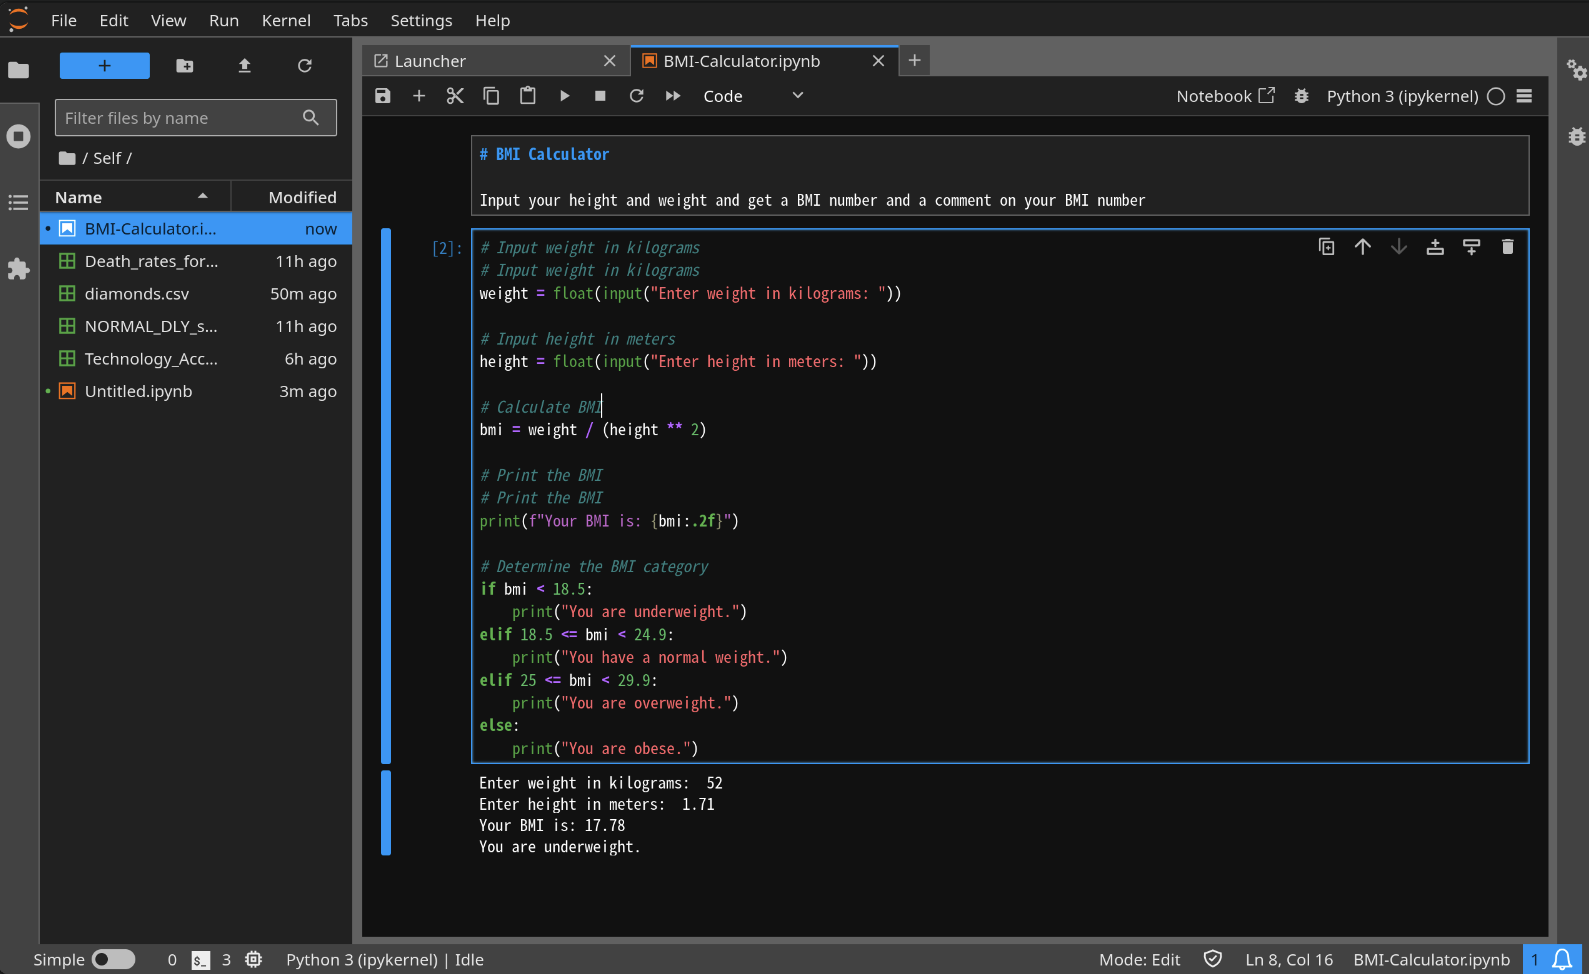 File Edit View Run Kernel Tabs Settings Help
+
Filter files by name
/ Self /
Name Modified
BMI-Calculator.i... now
Death_rates_for... 11h ago
diamonds.csv 50m ago
NORMAL_DLY_s... 11h ago
Technology_Acc... 6h ago
Untitled.ipynb 3m ago
Launcher
BMI-Calculator.ipynb
Code
Notebook
Python 3 (ipykernel)
# BMI Calculator
Input your height and weight and get a BMI number and a comment on your BMI number
[2]:
# Input weight in kilograms
# Input weight in kilograms
weight = float(input("Enter weight in kilograms: "))
# Input height in meters
height = float(input("Enter height in meters: "))
# Calculate BMI
bmi = weight / (height ** 2)
# Print the BMI
# Print the BMI
print(f"Your BMI is: {bmi:.2f}")
# Determine the BMI category
if bmi < 18.5:
    print("You are underweight.")
elif 18.5 <= bmi < 24.9:
    print("You have a normal weight.")
elif 25 <= bmi < 29.9:
    print("You are overweight.")
else:
    print("You are obese.")
Enter weight in kilograms:  52
Enter height in meters:  1.71
Your BMI is: 17.78
You are underweight.
Simple 0 $_ 3 Python 3 (ipykernel) | Idle
Mode: Edit Ln 8, Col 16 BMI-Calculator.ipynb 1